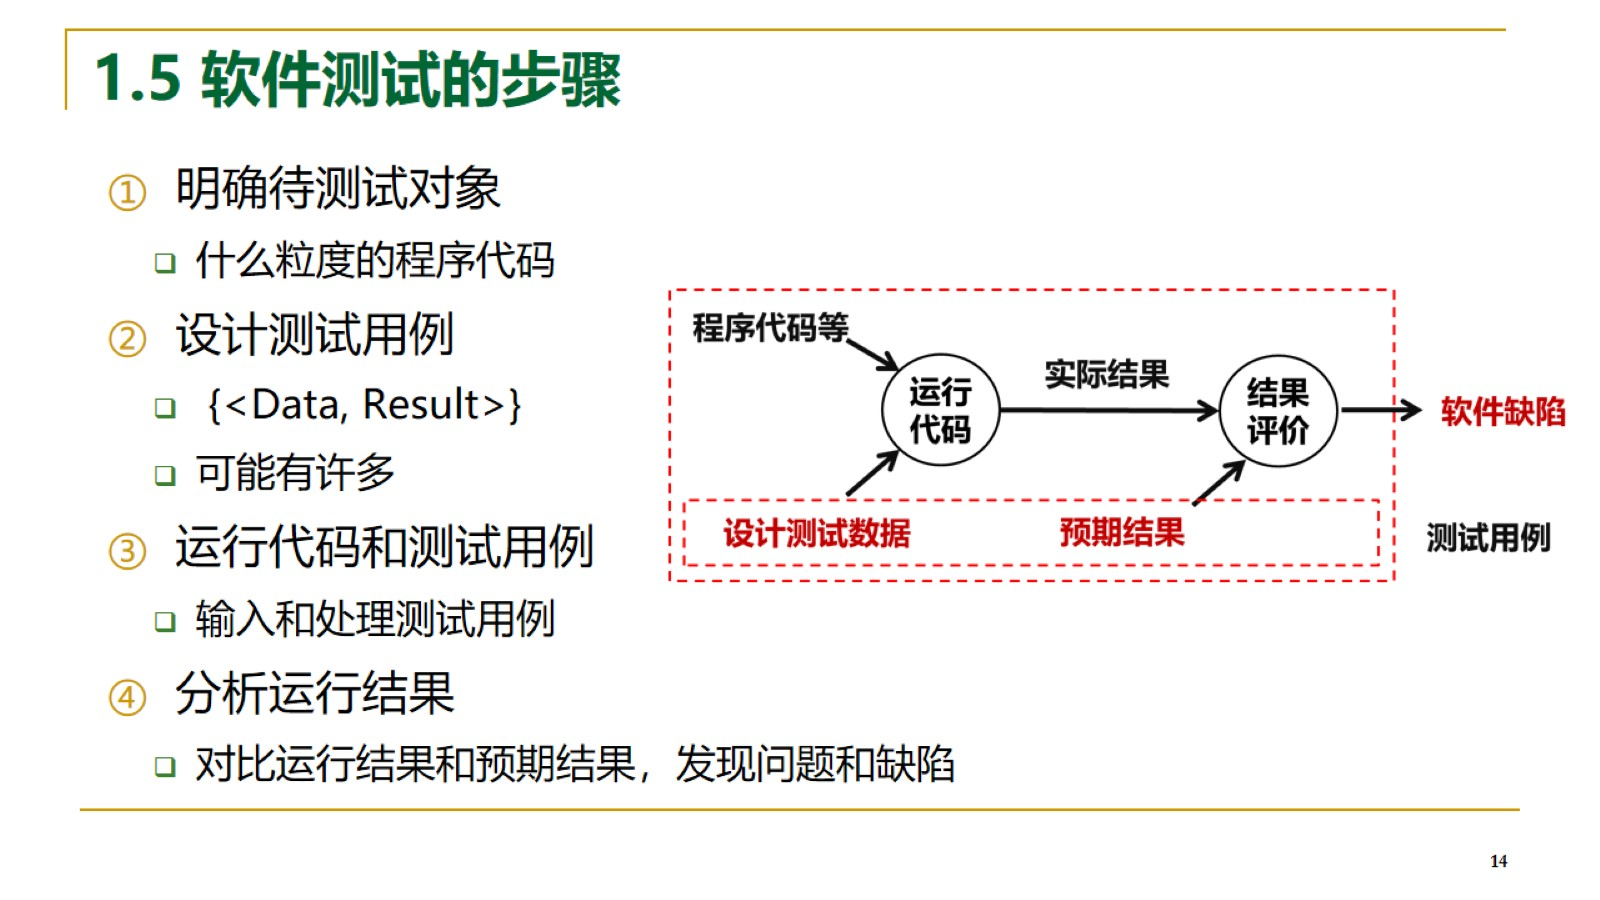 1.5 软件测试的步骤
① 明确待测试对象
什么粒度的程序代码
② 设计测试用例
{<Data, Result>}
可能有许多
③ 运行代码和测试用例
输入和处理测试用例
④ 分析运行结果
对比运行结果和预期结果，发现问题和缺陷
程序代码等
运行
代码
实际结果
结果
评价
软件缺陷
设计测试数据
预期结果
测试用例
14